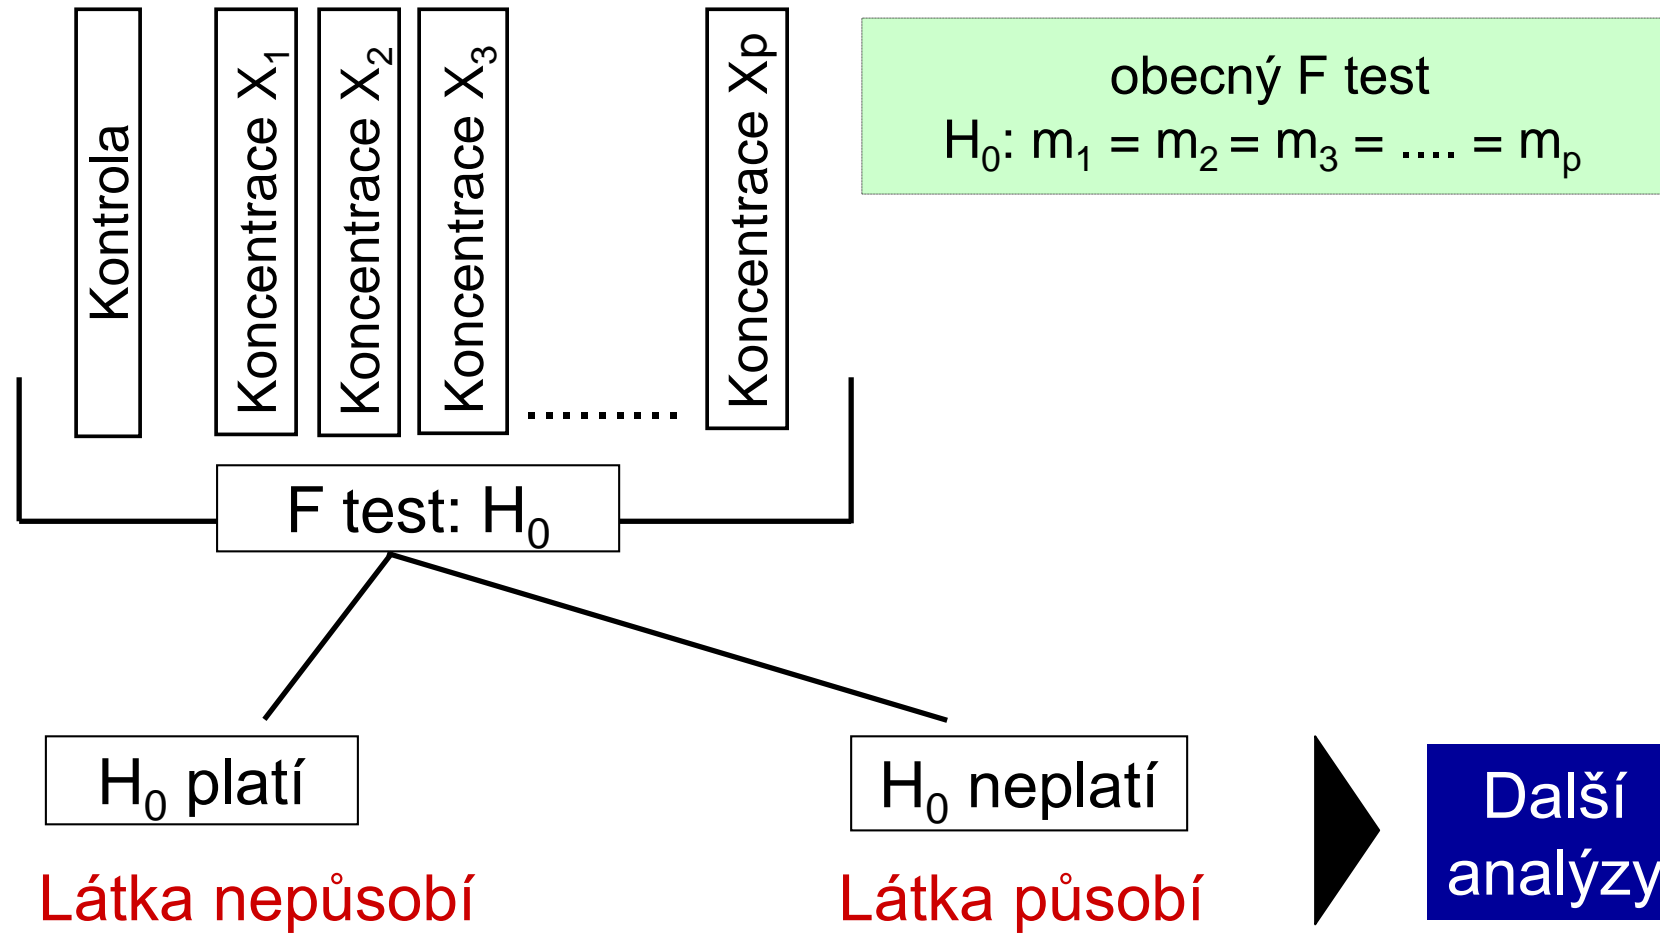 Kontrola
Koncentrace X₁
Koncentrace X₂
Koncentrace X₃
.........
Koncentrace Xp
obecný F test
H₀: m₁ = m₂ = m₃ = .... = mₚ
F test: H₀
H₀ platí
H₀ neplatí
Látka nepůsobí
Látka působí
Další
analýzy